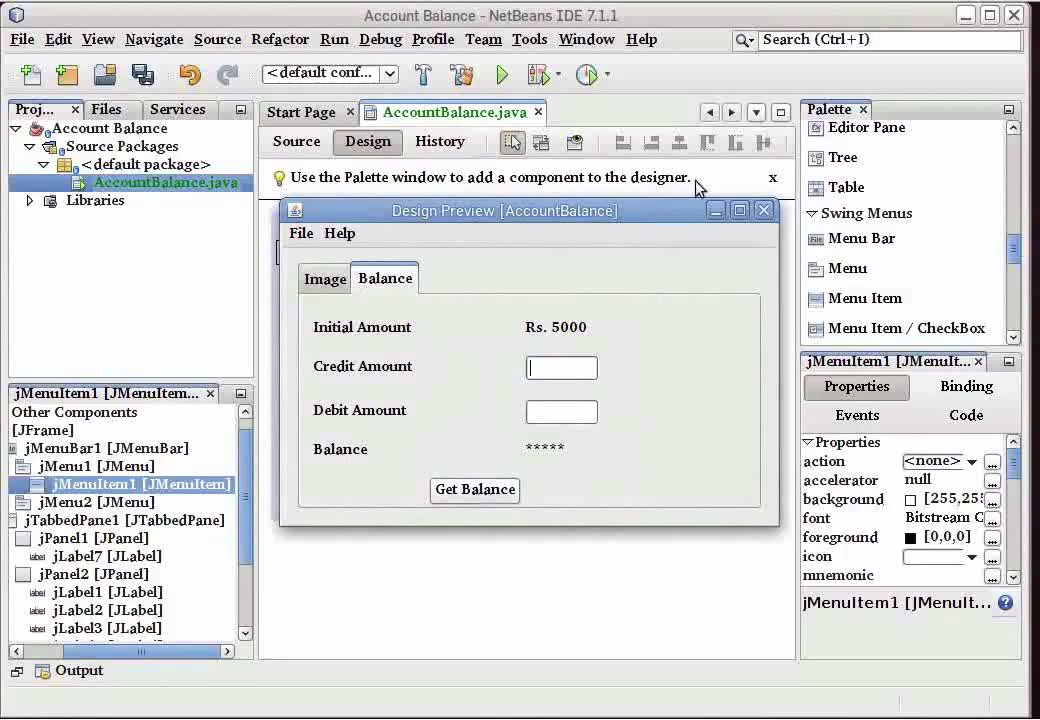 Account Balance - NetBeans IDE 7.1.1
File Edit View Navigate Source Refactor Run Debug Profile Team Tools Window Help
Search (Ctrl+I)
<default conf...
Proj... x Files Services
Account Balance
Source Packages
<default package>
AccountBalance.java
Libraries
Start Page x AccountBalance.java x
Source Design History
Use the Palette window to add a component to the designer. x
Design Preview [AccountBalance]
File Help
Image Balance
Initial Amount Rs. 5000
Credit Amount
Debit Amount
Balance *****
Get Balance
Palette x
Editor Pane
Tree
Table
Swing Menus
Menu Bar
Menu
Menu Item
Menu Item / CheckBox
jMenuItem1 [JMenuItem... x
Other Components
[JFrame]
jMenuBar1 [JMenuBar]
jMenu1 [JMenu]
jMenuItem1 [JMenuItem]
jMenu2 [JMenu]
jTabbedPane1 [JTabbedPane]
jPanel1 [JPanel]
label jLabel7 [JLabel]
jPanel2 [JPanel]
label jLabel1 [JLabel]
label jLabel2 [JLabel]
label jLabel3 [JLabel]
jMenuItem1 [JMenuIt... x
Properties Binding
Events Code
Properties
action <none> ...
accelerator null ...
background [255,255 ...
font Bitstream C ...
foreground [0,0,0] ...
icon ...
mnemonic ...
jMenuItem1 [JMenuIt...
Output